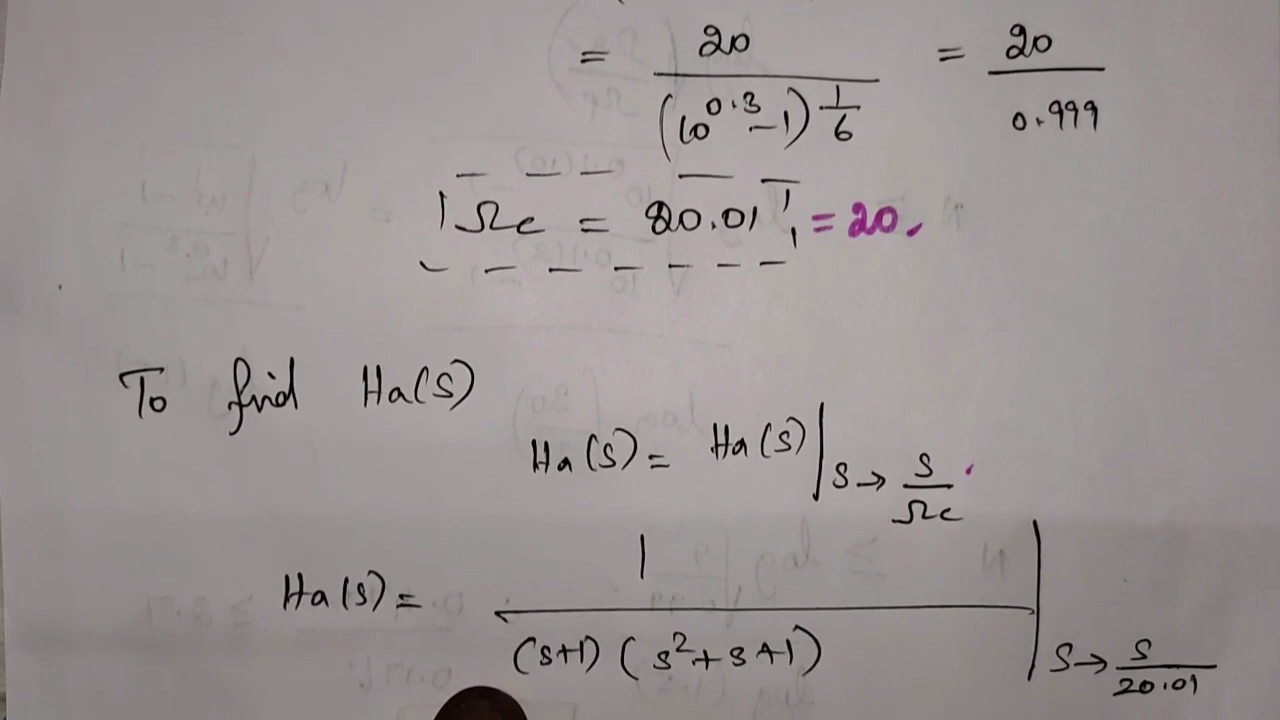 = 20 / (10^0.3 - 1)^1/6 = 20 / 0.999
Ωc = 20.01 = 20.
To find Ha(s)
Ha(s) = Ha(s) | s → s / Ωc
Ha(s) = 1 / (s+1) (s²+s+1) | s → s / 20.01